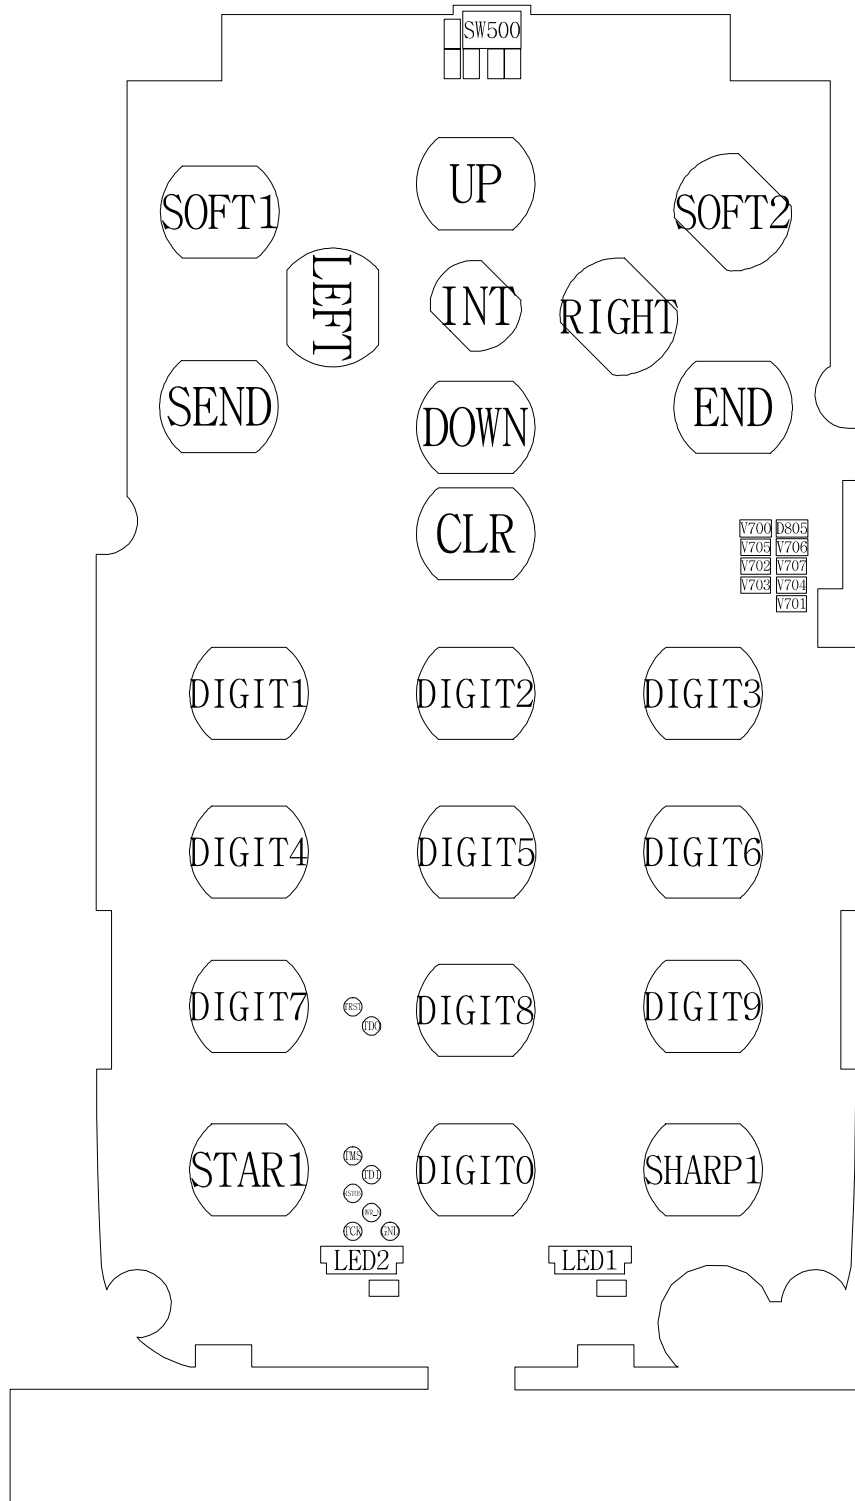 SW500
UP
SOFT1
SOFT2
LEFT
INT
RIGHT
SEND
END
DOWN
CLR
V700 D805
V705 V706
V702 V707
V703 V704
V701
DIGIT1 DIGIT2 DIGIT3
DIGIT4 DIGIT5 DIGIT6
DIGIT7 DIGIT8 DIGIT9
TRST
TDO
TMS
TDI
STAR1 DIGIT0 SHARP1
TCK GND
LED2 LED1